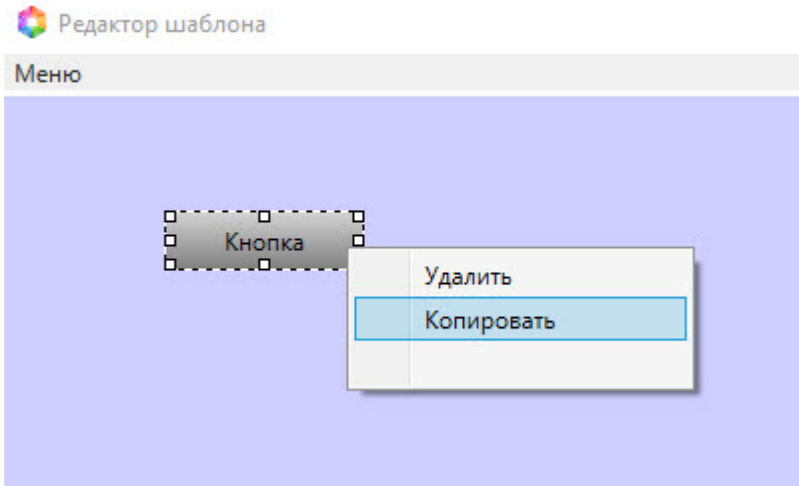 Редактор шаблона
Меню
Кнопка
Удалить
Копировать